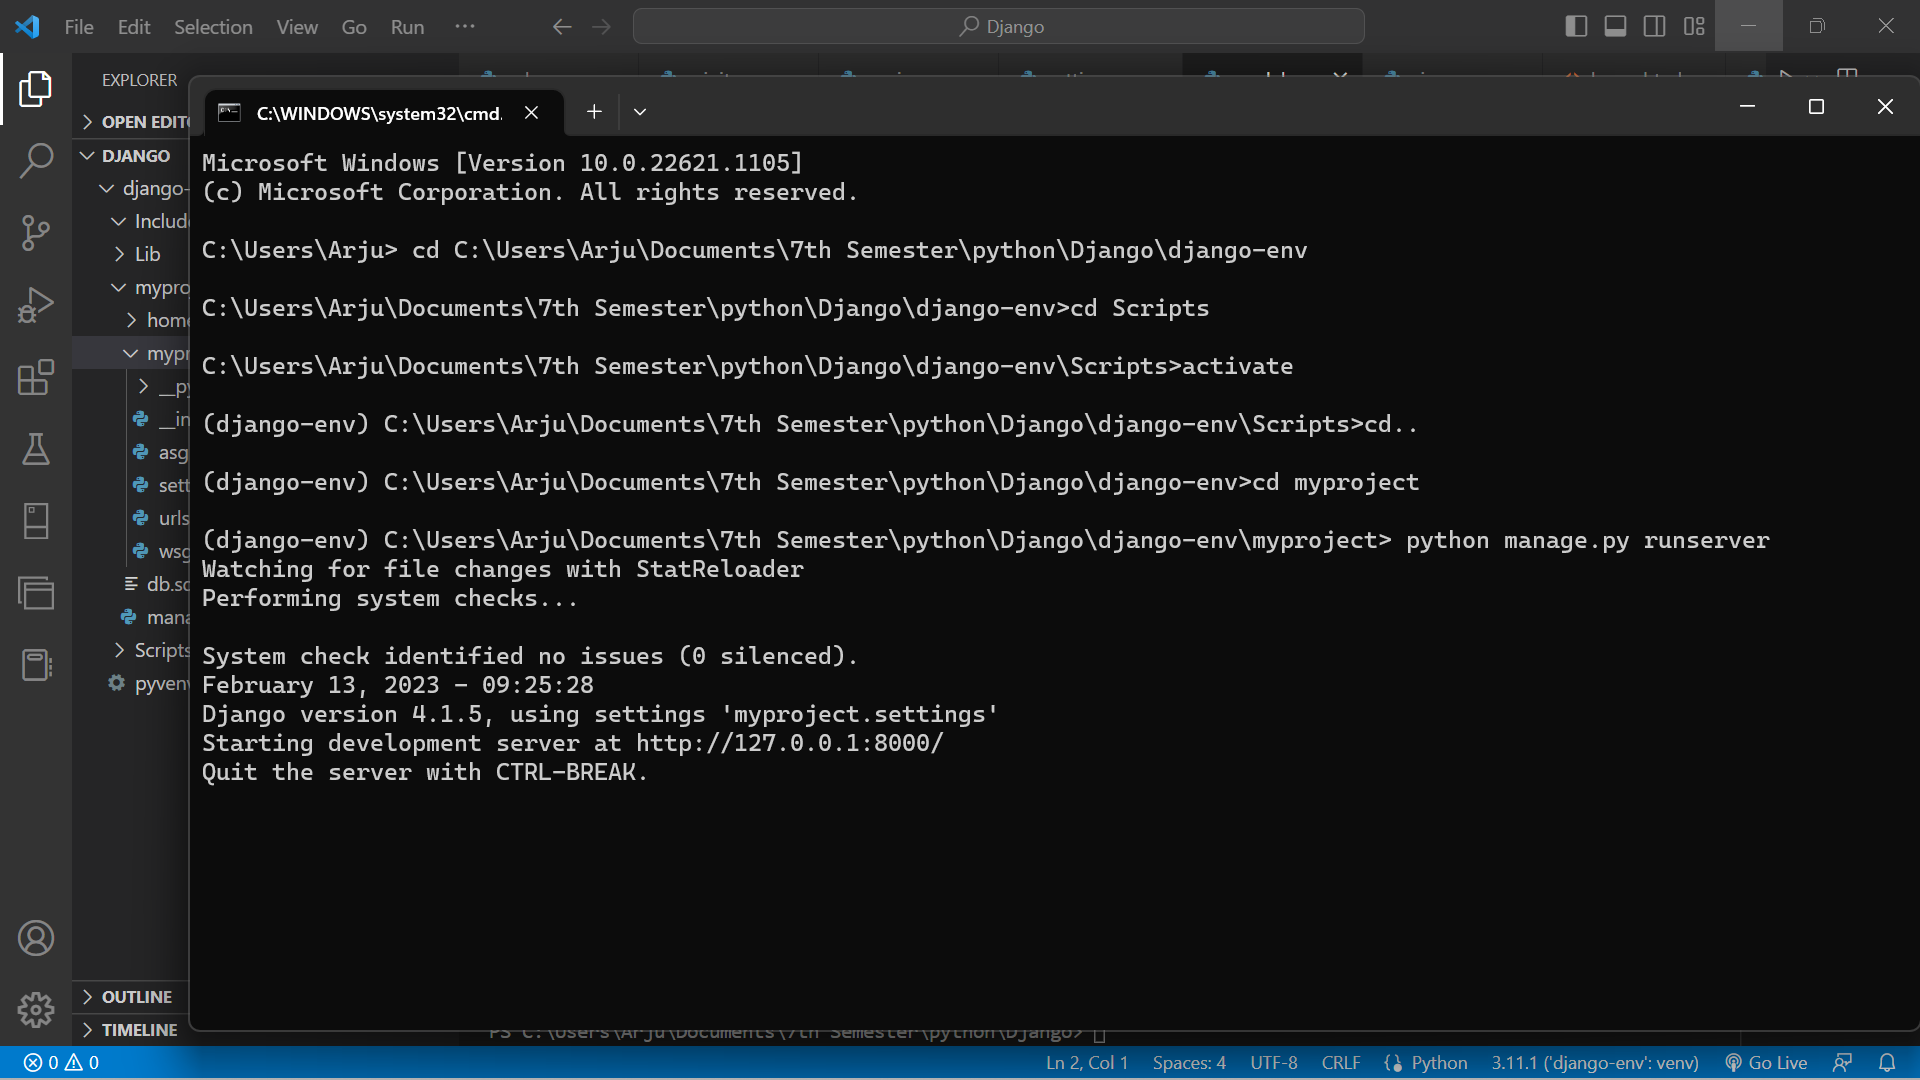 File Edit Selection View Go Run ···
Django
EXPLORER
C:\WINDOWS\system32\cmd.
OPEN EDIT
DJANGO
django-
Include
Lib
mypro
home
mypr
__py
__in
asg
sett
urls
wsg
db.sq
mana
Scripts
pyvenv
OUTLINE
TIMELINE
Microsoft Windows [Version 10.0.22621.1105]
(c) Microsoft Corporation. All rights reserved.
C:\Users\Arju> cd C:\Users\Arju\Documents\7th Semester\python\Django\django-env
C:\Users\Arju\Documents\7th Semester\python\Django\django-env>cd Scripts
C:\Users\Arju\Documents\7th Semester\python\Django\django-env\Scripts>activate
(django-env) C:\Users\Arju\Documents\7th Semester\python\Django\django-env\Scripts>cd..
(django-env) C:\Users\Arju\Documents\7th Semester\python\Django\django-env>cd myproject
(django-env) C:\Users\Arju\Documents\7th Semester\python\Django\django-env\myproject> python manage.py runserver
Watching for file changes with StatReloader
Performing system checks...
System check identified no issues (0 silenced).
February 13, 2023 - 09:25:28
Django version 4.1.5, using settings 'myproject.settings'
Starting development server at http://127.0.0.1:8000/
Quit the server with CTRL-BREAK.
PS C:\Users\Arju\Documents\7th Semester\python\Django>
0 0
Ln 2, Col 1 Spaces: 4 UTF-8 CRLF Python 3.11.1 ('django-env': venv) Go Live